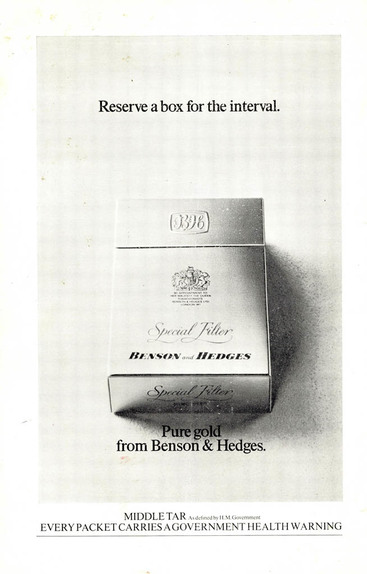 Reserve a box for the interval.
B&H
Special Filter
BENSON and HEDGES
Special Filter
Pure gold
from Benson & Hedges.
MIDDLE TAR As defined by H.M. Government
EVERY PACKET CARRIES A GOVERNMENT HEALTH WARNING